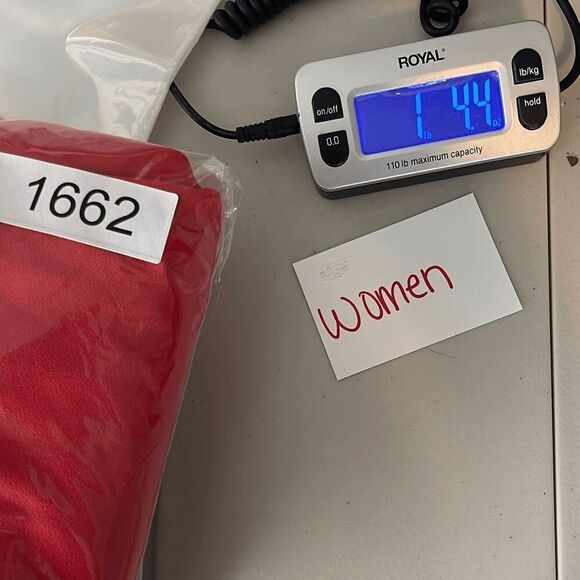 ROYAL
on/off
0.0
1 lb 4.4 oz
lb/kg
hold
110 lb maximum capacity
1662
women